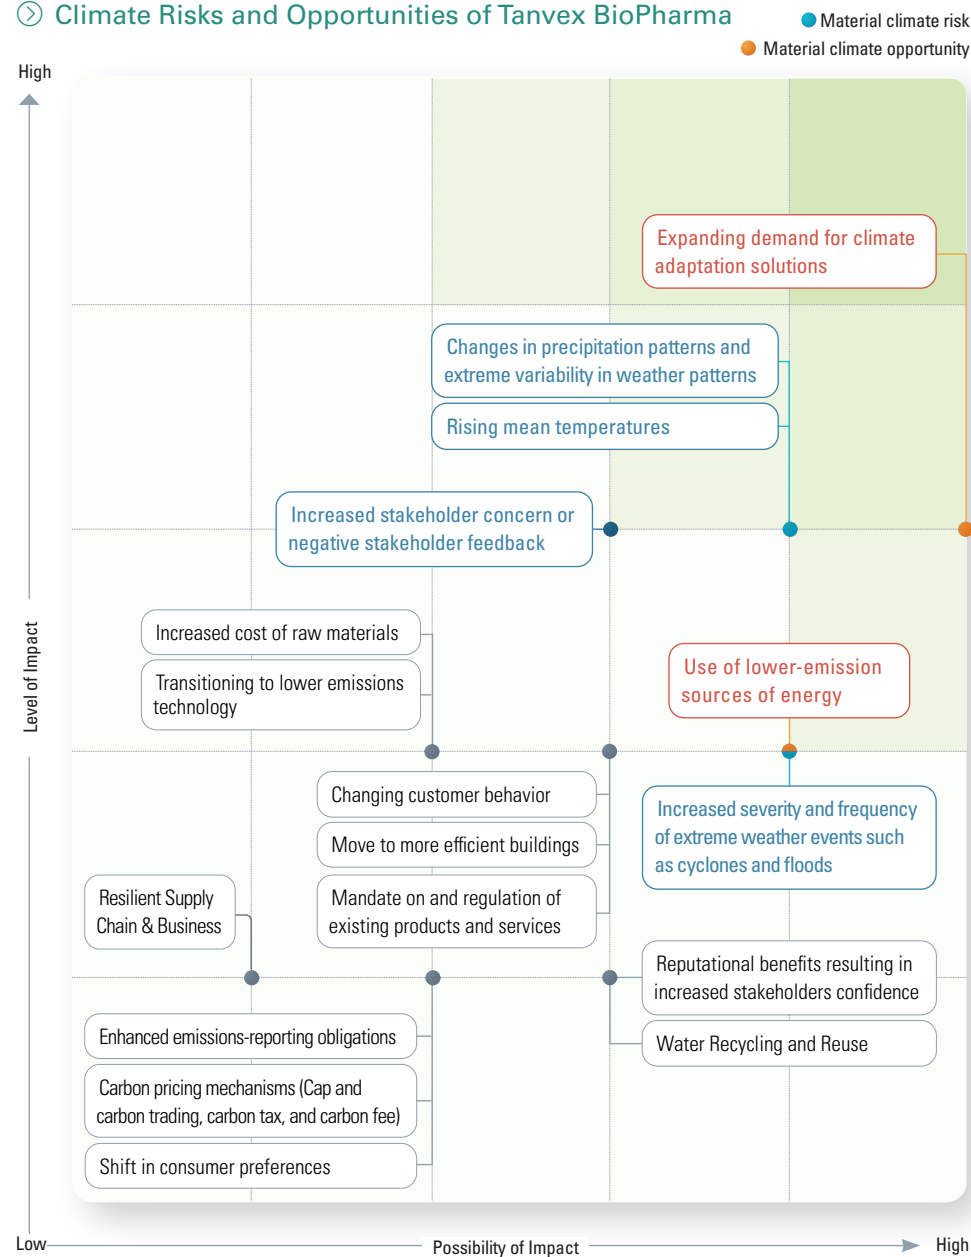 Climate Risks and Opportunities of Tanvex BioPharma
Material climate risk
Material climate opportunity
High
Expanding demand for climate
adaptation solutions
Changes in precipitation patterns and
extreme variability in weather patterns
Rising mean temperatures
Increased stakeholder concern or
negative stakeholder feedback
Level of Impact
Increased cost of raw materials
Transitioning to lower emissions
technology
Use of lower-emission
sources of energy
Changing customer behavior
Move to more efficient buildings
Mandate on and regulation of
existing products and services
Increased severity and frequency
of extreme weather events such
as cyclones and floods
Resilient Supply
Chain & Business
Reputational benefits resulting in
increased stakeholders confidence
Water Recycling and Reuse
Enhanced emissions-reporting obligations
Carbon pricing mechanisms (Cap and
carbon trading, carbon tax, and carbon fee)
Shift in consumer preferences
Low
Possibility of Impact
High